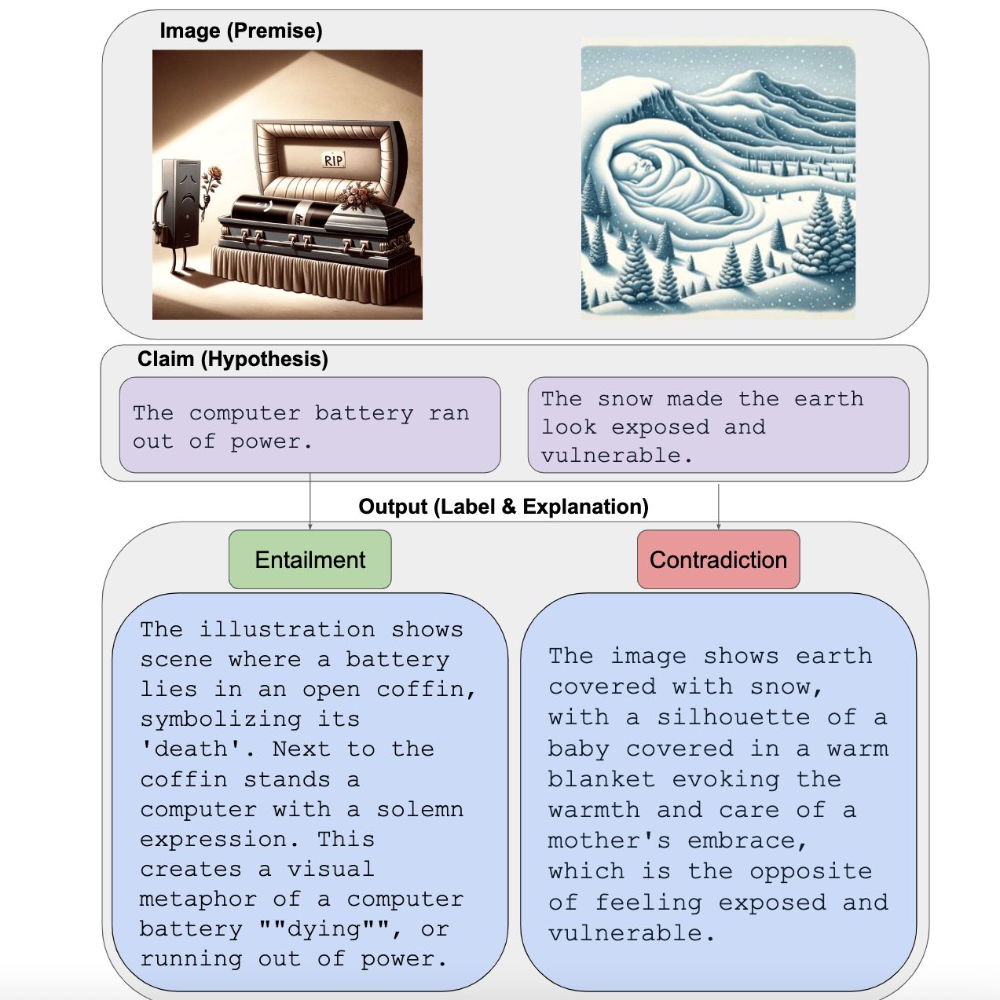 Image (Premise)
RIP
Claim (Hypothesis)
The computer battery ran
out of power.
The snow made the earth
look exposed and
vulnerable.
Output (Label & Explanation)
Entailment
Contradiction
The illustration shows
scene where a battery
lies in an open coffin,
symbolizing its
'death'. Next to the
coffin stands a
computer with a solemn
expression. This
creates a visual
metaphor of a computer
battery ""dying"", or
running out of power.
The image shows earth
covered with snow,
with a silhouette of a
baby covered in a warm
blanket evoking the
warmth and care of a
mother's embrace,
which is the opposite
of feeling exposed and
vulnerable.